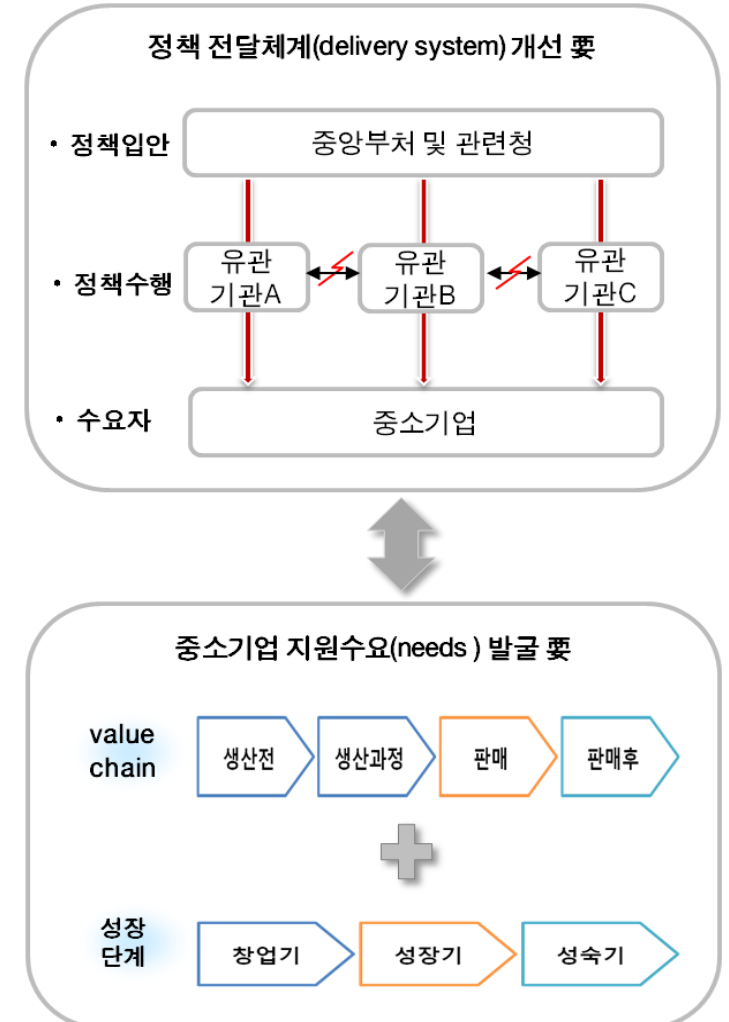 정책 전달체계(delivery system) 개선 要
• 정책입안
중앙부처 및 관련청
• 정책수행
유관
기관A
유관
기관B
유관
기관C
• 수요자
중소기업
중소기업 지원수요(needs ) 발굴 要
value
chain
생산전
생산과정
판매
판매후
성장
단계
창업기
성장기
성숙기